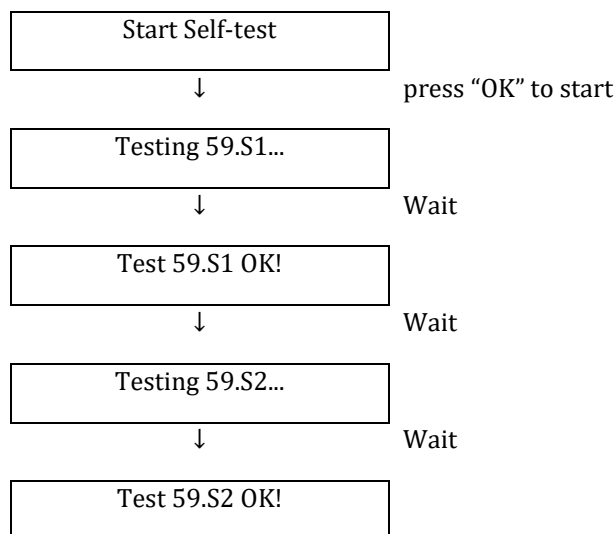 Start Self-test
↓ press “OK” to start
Testing 59.S1...
↓ Wait
Test 59.S1 OK!
↓ Wait
Testing 59.S2...
↓ Wait
Test 59.S2 OK!